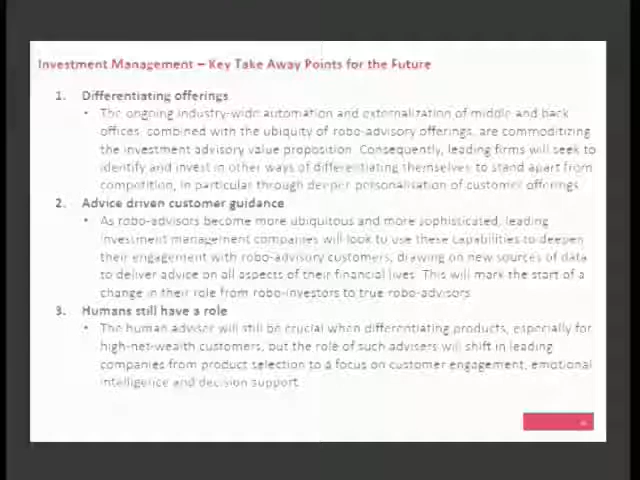 Investment Management – Key Take Away Points for the Future
1. Differentiating offerings
• The ongoing industry-wide automation and externalization of middle and back
offices, combined with the ubiquity of robo-advisory offerings, are commoditizing
the investment advisory value proposition. Consequently, leading firms will seek to
identify and invest in other ways of differentiating themselves to stand apart from
competition, in particular through deeper personalisation of customer offerings.
2. Advice driven customer guidance
• As robo-advisors become more ubiquitous and more sophisticated, leading
investment management companies will look to use these capabilities to deepen
their engagement with robo-advisory customers, drawing on new sources of data
to deliver advice on all aspects of their financial lives. This will mark the start of a
change in their role from robo-investors to true robo-advisors.
3. Humans still have a role
• The human adviser will still be crucial when differentiating products, especially for
high-net-wealth customers, but the role of such advisers will shift in leading
companies from product selection to a focus on customer engagement, emotional
intelligence and decision support.